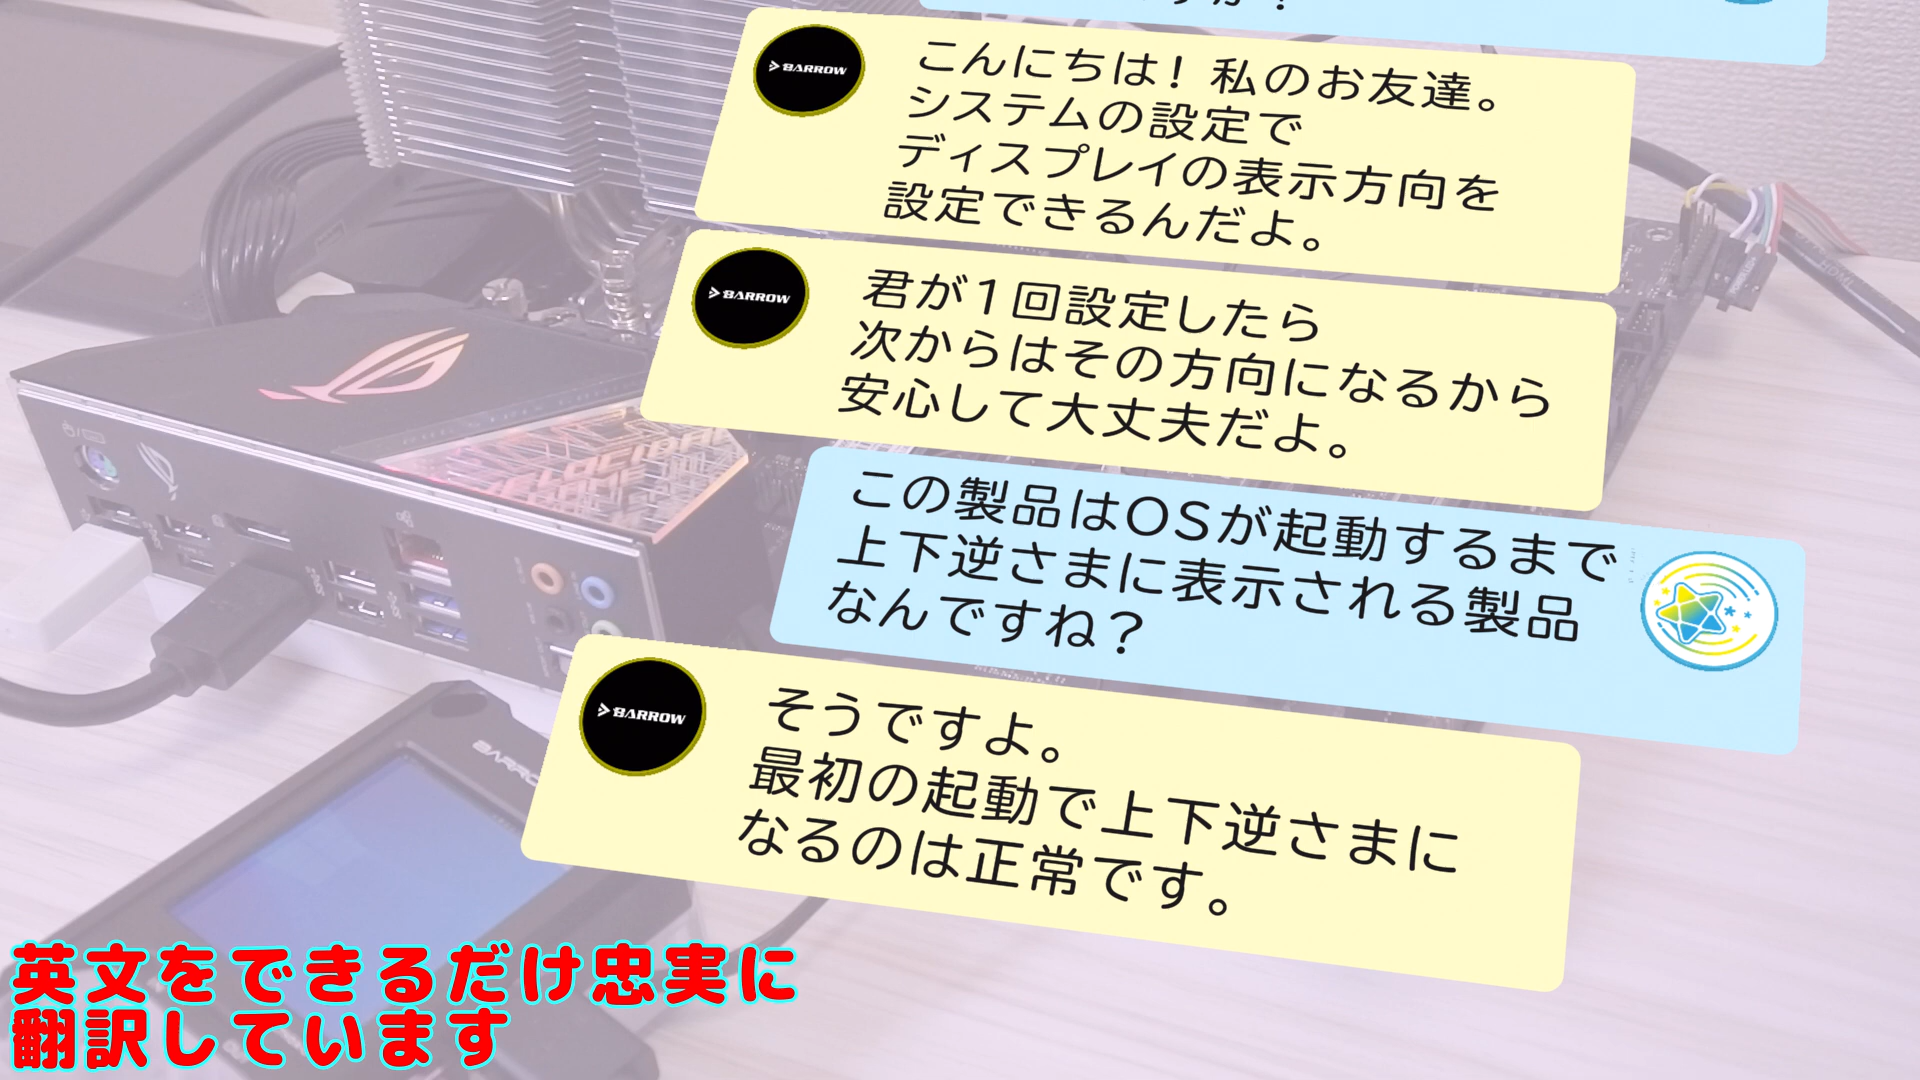 BARROW
こんにちは！私のお友達。
システムの設定で
ディスプレイの表示方向を
設定できるんだよ。
BARROW
君が1回設定したら
次からはその方向になるから
安心して大丈夫だよ。
この製品はOSが起動するまで
上下逆さまに表示される製品
なんですね？
BARROW
そうですよ。
最初の起動で上下逆さまに
なるのは正常です。
英文をできるだけ忠実に
翻訳しています